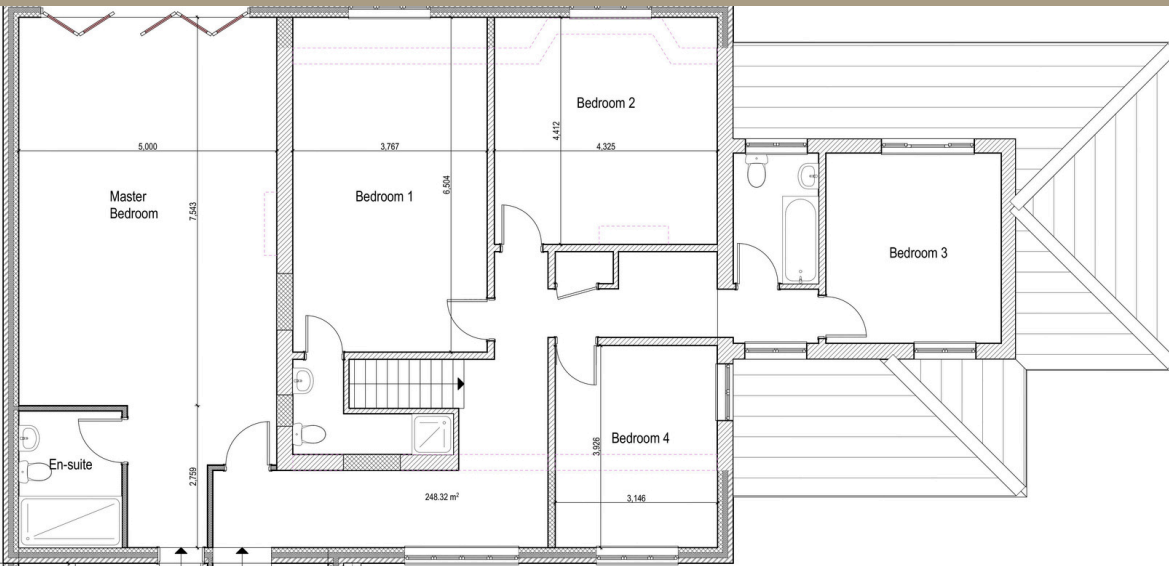 5,000
7,543
Master
Bedroom
3,767
6,504
Bedroom 1
4,412
Bedroom 2
4,325
Bedroom 3
En-suite
2,759
248.32 m²
3,926
Bedroom 4
3,146